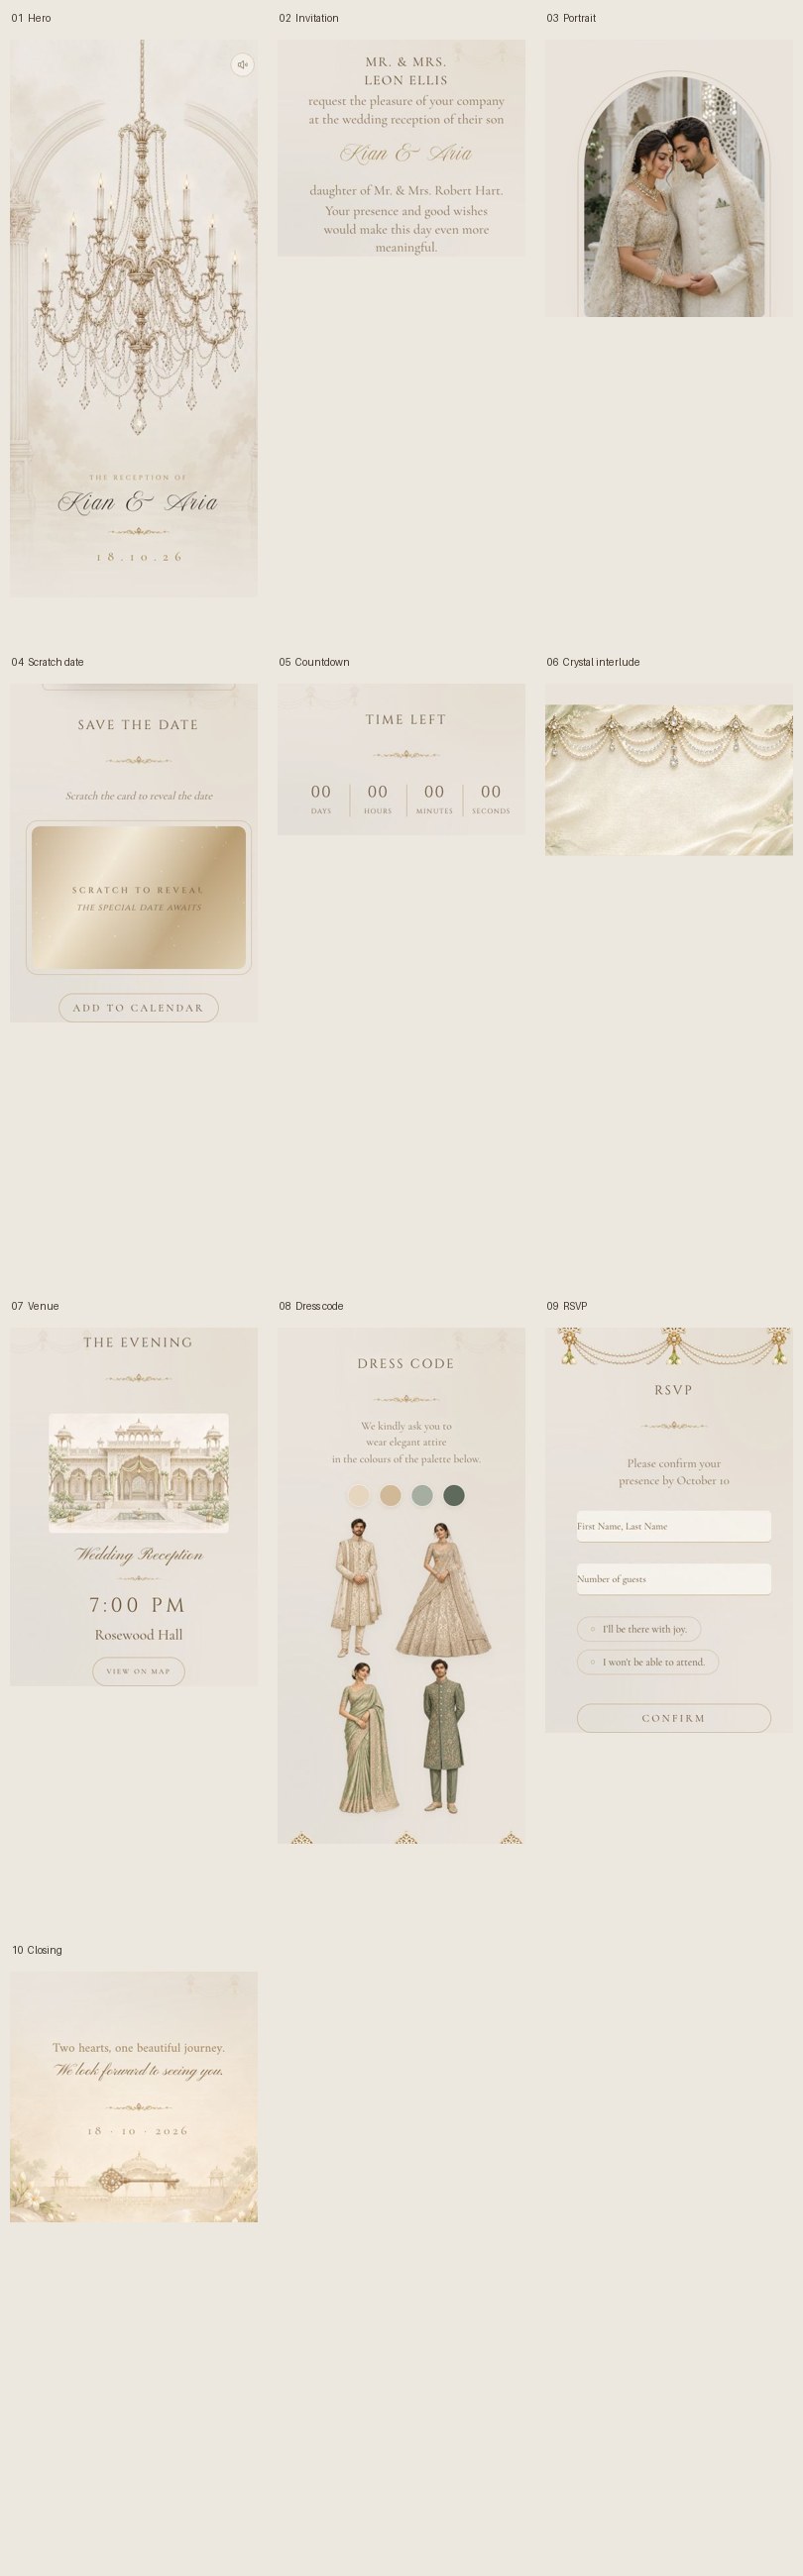 01 Hero
THE RECEPTION OF
Kian & Aria
18.10.26
02 Invitation
MR. & MRS.
LEON ELLIS
request the pleasure of your company
at the wedding reception of their son
Kian & Aria
daughter of Mr. & Mrs. Robert Hart.
Your presence and good wishes
would make this day even more
meaningful.
03 Portrait
04 Scratch date
SAVE THE DATE
Scratch the card to reveal the date
SCRATCH TO REVEAL
THE SPECIAL DATE AWAITS
ADD TO CALENDAR
05 Countdown
TIME LEFT
00 00 00 00
DAYS HOURS MINUTES SECONDS
06 Crystal interlude
07 Venue
THE EVENING
Wedding Reception
7:00 PM
Rosewood Hall
VIEW ON MAP
08 Dress code
DRESS CODE
We kindly ask you to
wear elegant attire
in the colours of the palette below.
09 RSVP
RSVP
Please confirm your
presence by October 10
First Name, Last Name
Number of guests
I'll be there with joy.
I won't be able to attend.
CONFIRM
10 Closing
Two hearts, one beautiful journey.
We look forward to seeing you.
18 · 10 · 2026